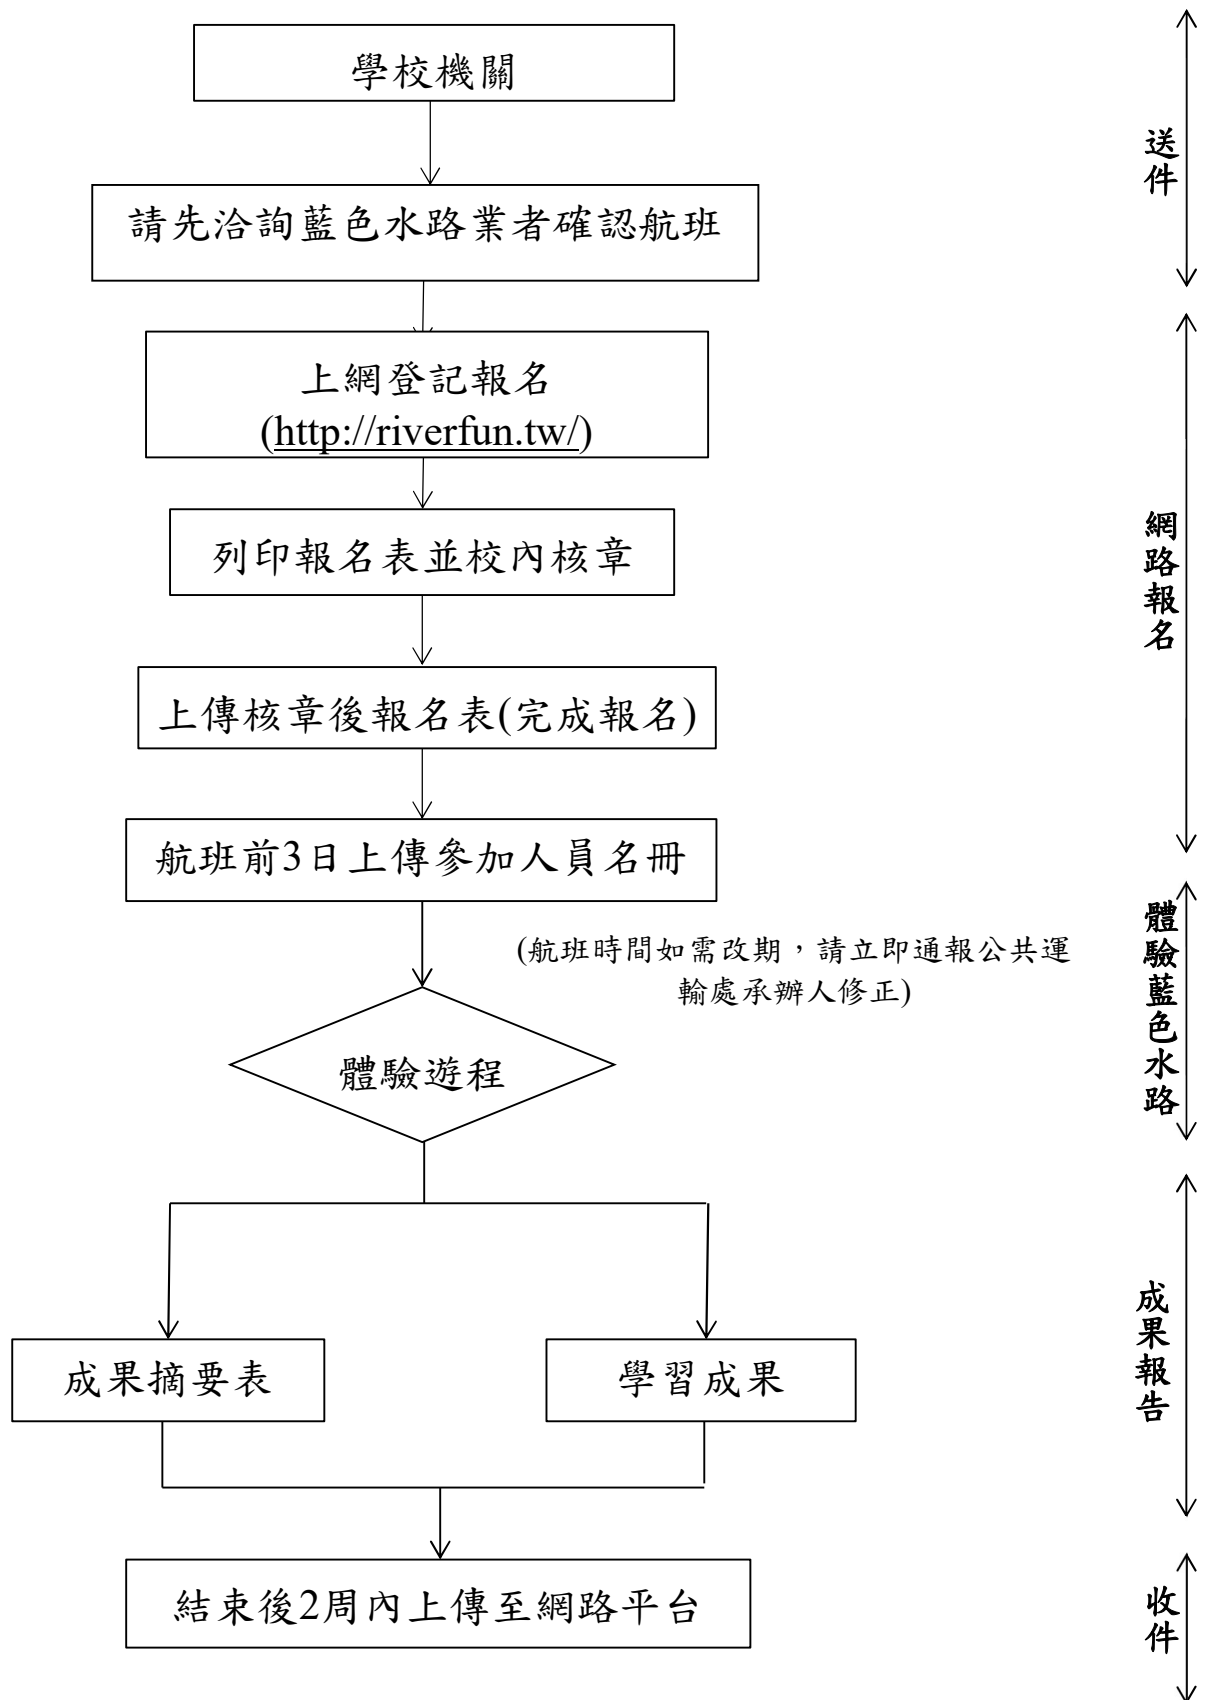 學校機關
送件
請先洽詢藍色水路業者確認航班
上網登記報名
(http://riverfun.tw/)
列印報名表並校內核章
網路報名
上傳核章後報名表(完成報名)
航班前3日上傳參加人員名冊
(航班時間如需改期，請立即通報公共運
輸處承辦人修正)
體驗藍色水路
體驗遊程
成果摘要表
學習成果
成果報告
結束後2周內上傳至網路平台
收件